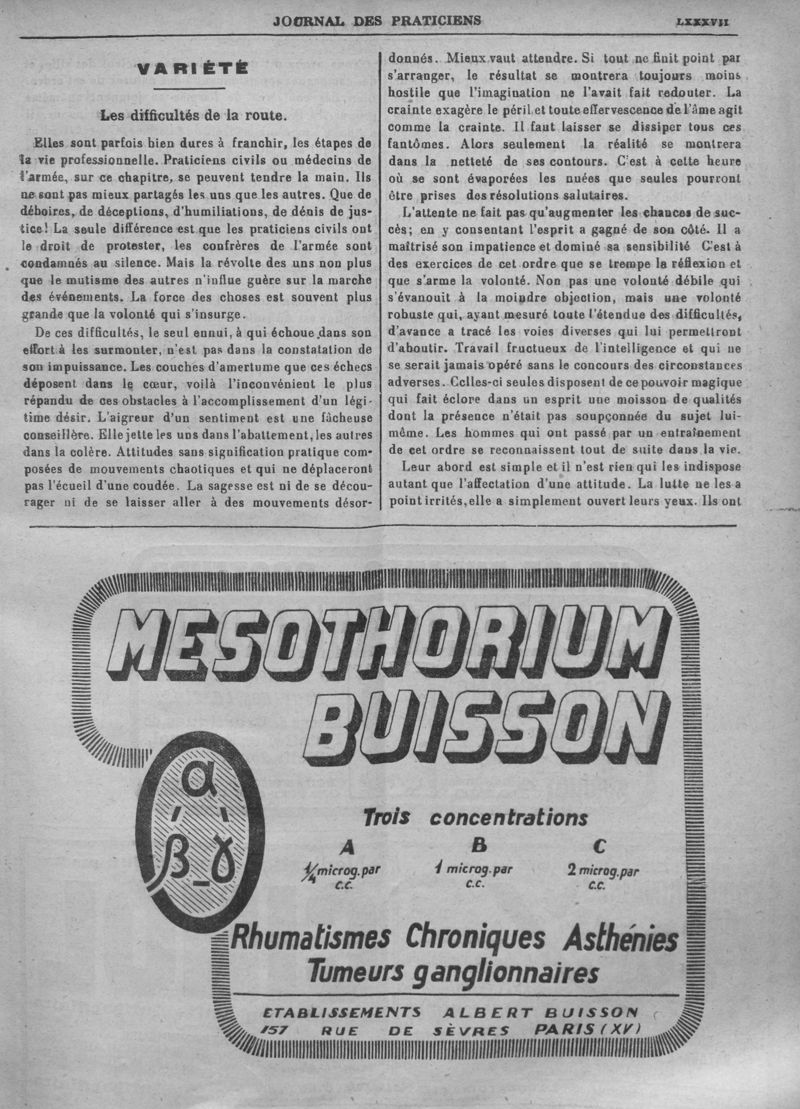 JOURNAL DES PRATICIENS
LXXXVII
VARIÉTÉ
Les difficultés de la route.
Elles sont parfois bien dures à franchir, les étapes de
la vie professionnelle. Praticiens civils ou médecins de
l'armée, sur ce chapitre, se peuvent tendre la main. Ils
ne sont pas mieux partagés les uns que les autres. Que de
déboires, de déceptions, d'humiliations, de dénis de jus-
tice! La seule différence est que les praticiens civils ont
le droit de protester, les confrères de l'armée sont
condamnés au silence. Mais la révolte des uns non plus
que le mutisme des autres n'influe guère sur la marche
des événements. La force des choses est souvent plus
grande que la volonté qui s'insurge.
De ces difficultés, le seul ennui, à qui échoue dans son
effort à les surmonter, n'est pas dans la constatation de
son impuissance. Les couches d'amertume que ces échecs
déposent dans le cœur, voilà l'inconvénient le plus
répandu de ces obstacles à l'accomplissement d'un légi-
time désir. L'aigreur d'un sentiment est une fâcheuse
conseillère. Elle jette les uns dans l'abattement, les autres
dans la colère. Attitudes sans signification pratique com-
posées de mouvements chaotiques et qui ne déplaceront
pas l'écueil d'une coudée. La sagesse est ni de se décou-
rager ni de se laisser aller à des mouvements désor-
donnés. Mieux vaut attendre. Si tout ne finit point par
s'arranger, le résultat se montrera toujours moins
hostile que l'imagination ne l'avait fait redouter. La
crainte exagère le péril et toute effervescence de l'âme agit
comme la crainte. Il faut laisser se dissiper tous ces
fantômes. Alors seulement la réalité se montrera
dans la netteté de ses contours. C'est à cette heure
où se sont évaporées les nuées que seules pourront
être prises des résolutions salutaires.
L'attente ne fait pas qu'augmenter les chances de suc-
cès; en y consentant l'esprit a gagné de son côté. Il a
maîtrisé son impatience et dominé sa sensibilité C'est à
des exercices de cet ordre que se trempe la réflexion et
que s'arme la volonté. Non pas une volonté débile qui
s'évanouit à la moindre objection, mais une volonté
robuste qui, ayant mesuré toute l'étendue des difficultés,
d'avance a tracé les voies diverses qui lui permettront
d'aboutir. Travail fructueux de l'intelligence et qui ne
se serait jamais opéré sans le concours des circonstances
adverses. Celles-ci seules disposent de ce pouvoir magique
qui fait éclore dans un esprit une moisson de qualités
dont la présence n'était pas soupçonnée du sujet lui-
même. Les hommes qui ont passé par un entraînement
de cet ordre se reconnaissent tout de suite dans la vie.
Leur abord est simple et il n'est rien qui les indispose
autant que l'affectation d'une attitude. La lutte ne les a
point irrités, elle a simplement ouvert leurs yeux. Ils ont
MESOTHORIUM
BUISSON
α
β - γ
Trois concentrations
A B C
1/4 microg. par 1 microg. par 2 microg. par
c.c. c.c. c.c.
Rhumatismes Chroniques Asthénies
Tumeurs ganglionnaires
ETABLISSEMENTS ALBERT BUISSON
157 RUE DE SÈVRES PARIS (XV)